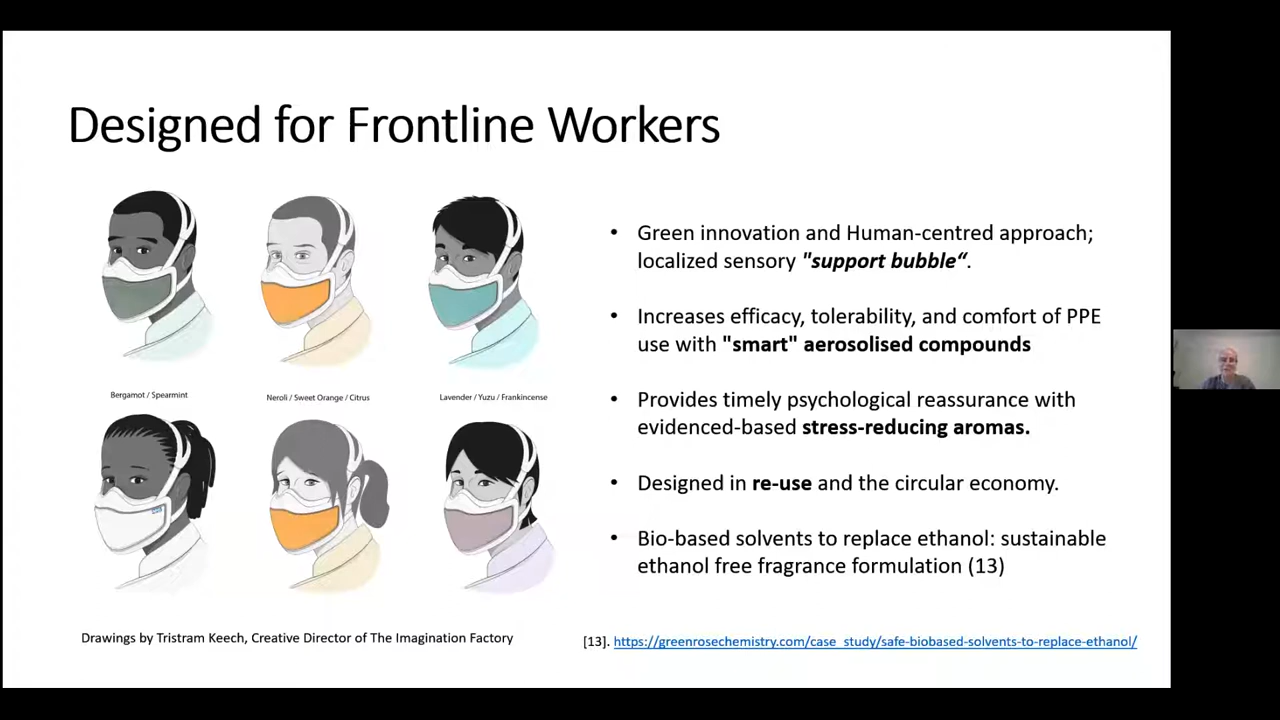 Designed for Frontline Workers
Bergamot / Spearmint
Neroli / Sweet Orange / Citrus
Lavender / Yuzu / Frankincense
• Green innovation and Human-centred approach;
localized sensory "support bubble“.
• Increases efficacy, tolerability, and comfort of PPE
use with "smart" aerosolised compounds
• Provides timely psychological reassurance with
evidenced-based stress-reducing aromas.
• Designed in re-use and the circular economy.
• Bio-based solvents to replace ethanol: sustainable
ethanol free fragrance formulation (13)
Drawings by Tristram Keech, Creative Director of The Imagination Factory
[13]. https://greenrosechemistry.com/case_study/safe-biobased-solvents-to-replace-ethanol/